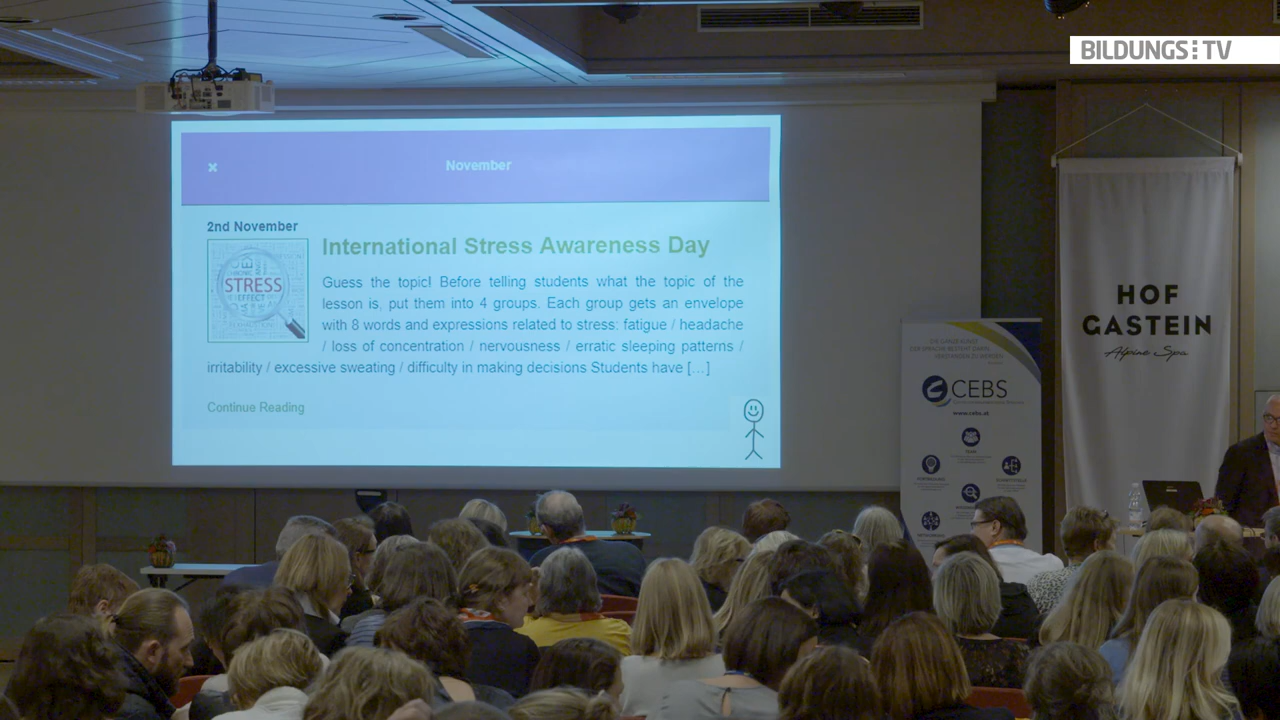 BILDUNGS TV
November
2nd November
International Stress Awareness Day
STRESS
EFFECT
Guess the topic! Before telling students what the topic of the
lesson is, put them into 4 groups. Each group gets an envelope
with 8 words and expressions related to stress: fatigue / headache
/ loss of concentration / nervousness / erratic sleeping patterns /
irritability / excessive sweating / difficulty in making decisions Students have [...]
Continue Reading
CEBS
www.cebs.at
HOF
GASTEIN
Alpine Spa